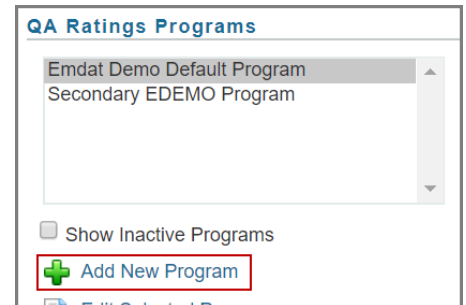 QA Ratings Programs
Emdat Demo Default Program
Secondary EDEMO Program
Show Inactive Programs
Add New Program